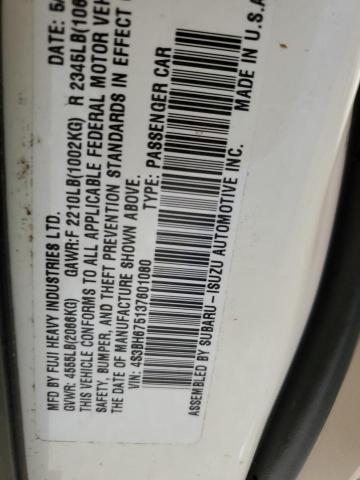 MFD BY FUJI HEAVY INDUSTRIES LTD. DATE: 5/
GVWR: 4555LB(2066KG) GAWR:F 2210LB(1002KG) R 2345LB(106
THIS VEHICLE CONFORMS TO ALL APPLICABLE FEDERAL MOTOR VEH
SAFETY, BUMPER, AND THEFT PREVENTION STANDARDS IN EFFECT
THE DATE OF MANUFACTURE SHOWN ABOVE.
VIN: 4S3BH675137601080 TYPE: PASSENGER CAR
ASSEMBLED BY SUBARU-ISUZU AUTOMOTIVE INC. MADE IN U.S.A